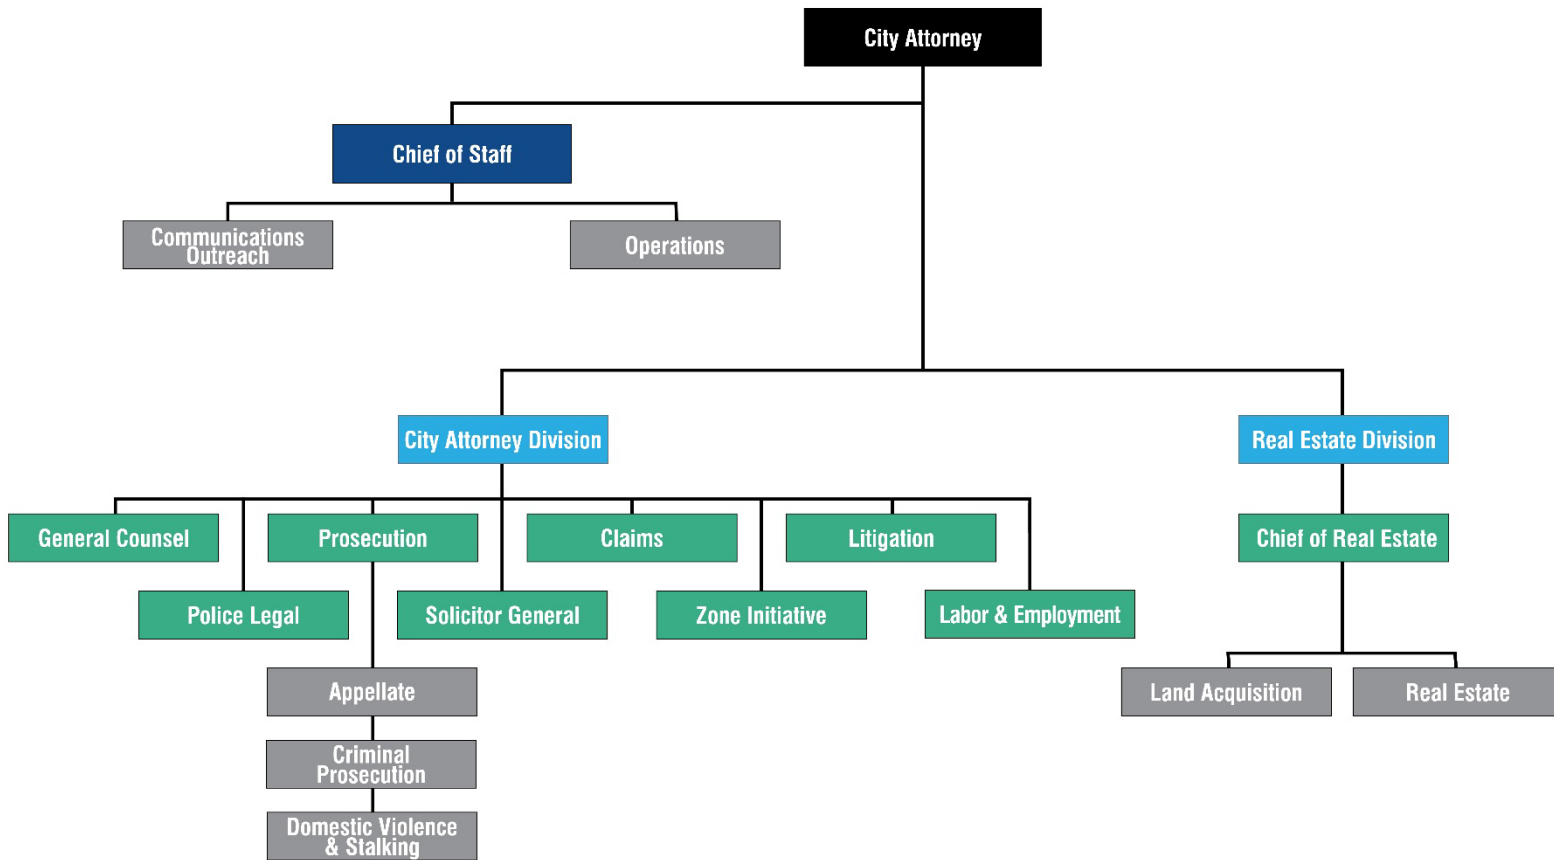 City Attorney
Chief of Staff
Communications
Outreach
Operations
City Attorney Division
Real Estate Division
General Counsel
Prosecution
Claims
Litigation
Chief of Real Estate
Police Legal
Solicitor General
Zone Initiative
Labor & Employment
Appellate
Land Acquisition
Real Estate
Criminal
Prosecution
Domestic Violence
& Stalking